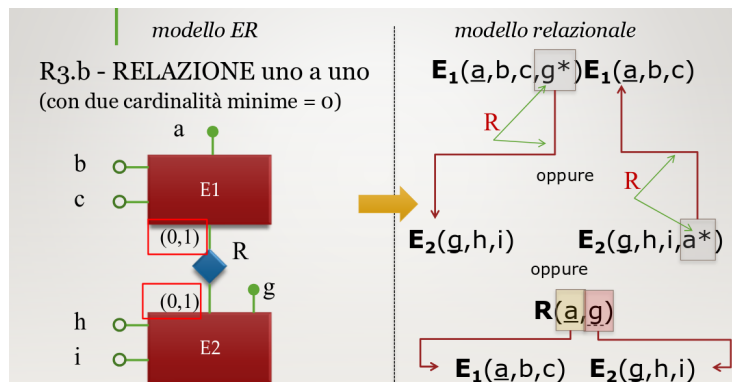 modello ER
R3.b - RELAZIONE uno a uno
(con due cardinalità minime = 0)
a
b
E1
c
(0,1)
R
(0,1)
g
h
E2
i
modello relazionale
E1(a,b,c,g*)E1(a,b,c)
R
oppure
R
E2(g,h,i) E2(g,h,i,a*)
oppure
R(a,g)
E1(a,b,c) E2(g,h,i)